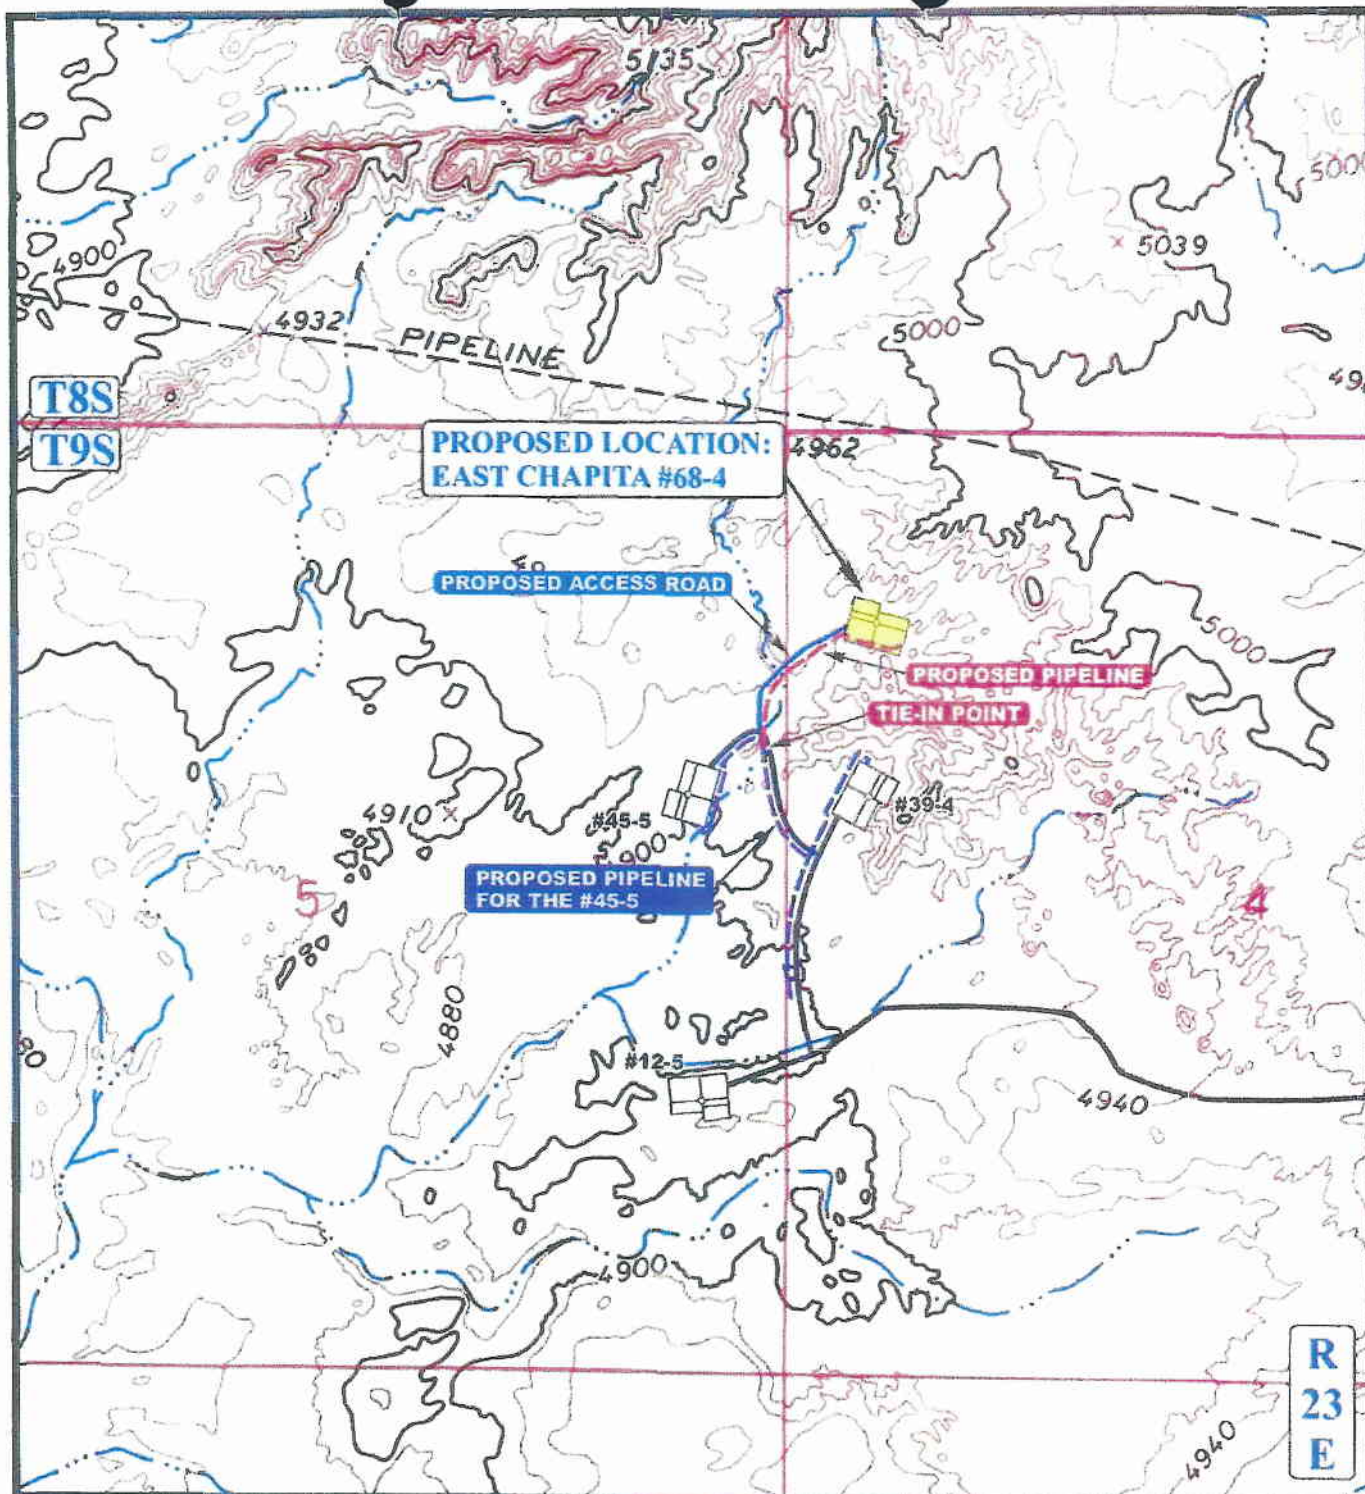 5135
5000
5039
4900
4932
PIPELINE
5000
T8S
T9S
PROPOSED LOCATION:
EAST CHAPITA #68-4
4962
PROPOSED ACCESS ROAD
5000
PROPOSED PIPELINE
TIE-IN POINT
4910
#45-5
#39-4
4900
PROPOSED PIPELINE
FOR THE #45-5
5
4
4880
#12-5
4940
4900
R
23
E
4940